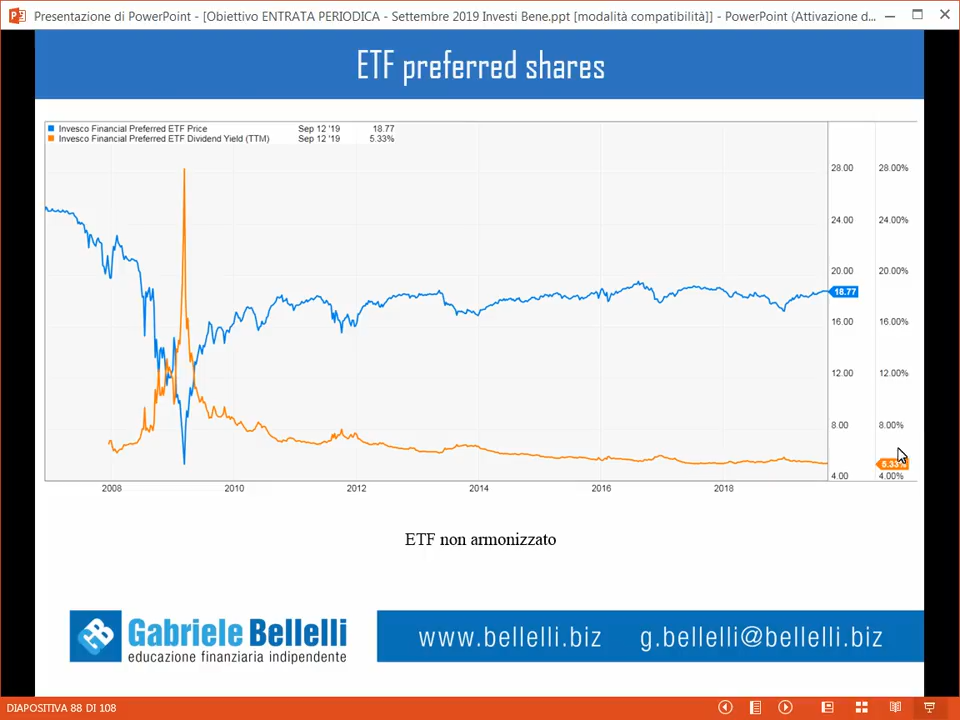 Presentazione di PowerPoint - [Obiettivo ENTRATA PERIODICA - Settembre 2019 Investi Bene.ppt [modalità compatibilità]] - PowerPoint (Attivazione d...
ETF preferred shares
Invesco Financial Preferred ETF Price Sep 12 '19 18.77
Invesco Financial Preferred ETF Dividend Yield (TTM) Sep 12 '19 5.33%
28.00 28.00%
24.00 24.00%
20.00 20.00%
18.77
16.00 16.00%
12.00 12.00%
8.00 8.00%
5.33%
4.00 4.00%
2008 2010 2012 2014 2016 2018
ETF non armonizzato
Gabriele Bellelli
educazione finanziaria indipendente
www.bellelli.biz g.bellelli@bellelli.biz
DIAPOSITIVA 88 DI 108